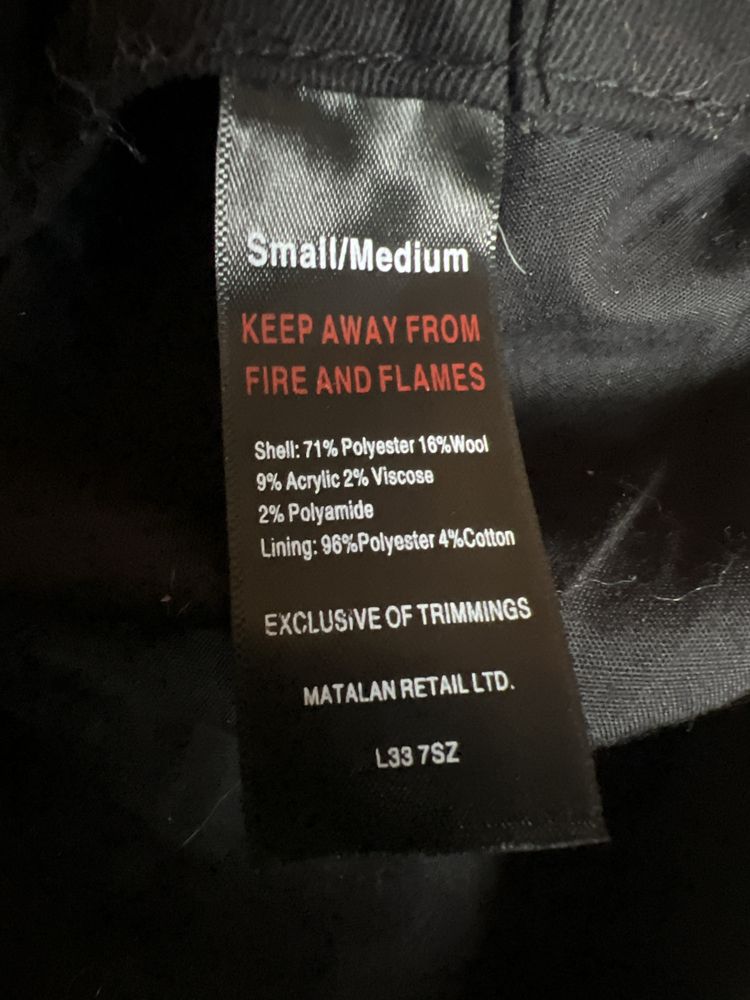 Small/Medium
KEEP AWAY FROM
FIRE AND FLAMES
Shell: 71% Polyester 16%Wool
9% Acrylic 2% Viscose
2% Polyamide
Lining: 96%Polyester 4%Cotton
EXCLUSIVE OF TRIMMINGS
MATALAN RETAIL LTD.
L33 7SZ